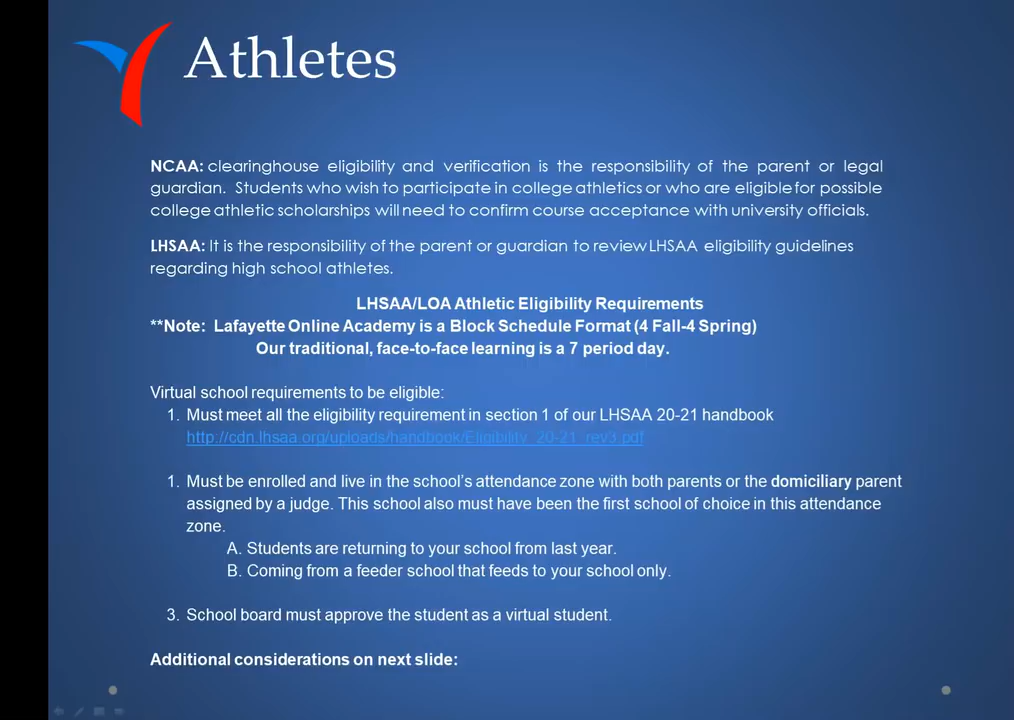 Athletes
NCAA: clearinghouse eligibility and verification is the responsibility of the parent or legal
guardian. Students who wish to participate in college athletics or who are eligible for possible
college athletic scholarships will need to confirm course acceptance with university officials.
LHSAA: It is the responsibility of the parent or guardian to review LHSAA eligibility guidelines
regarding high school athletes.
LHSAA/LOA Athletic Eligibility Requirements
**Note: Lafayette Online Academy is a Block Schedule Format (4 Fall-4 Spring)
Our traditional, face-to-face learning is a 7 period day.
Virtual school requirements to be eligible:
1. Must meet all the eligibility requirement in section 1 of our LHSAA 20-21 handbook
http://cdn.lhsaa.org/uploads/handbook/Eligibility_20-21_rev3.pdf
1. Must be enrolled and live in the school's attendance zone with both parents or the domiciliary parent
assigned by a judge. This school also must have been the first school of choice in this attendance
zone.
A. Students are returning to your school from last year.
B. Coming from a feeder school that feeds to your school only.
3. School board must approve the student as a virtual student.
Additional considerations on next slide: